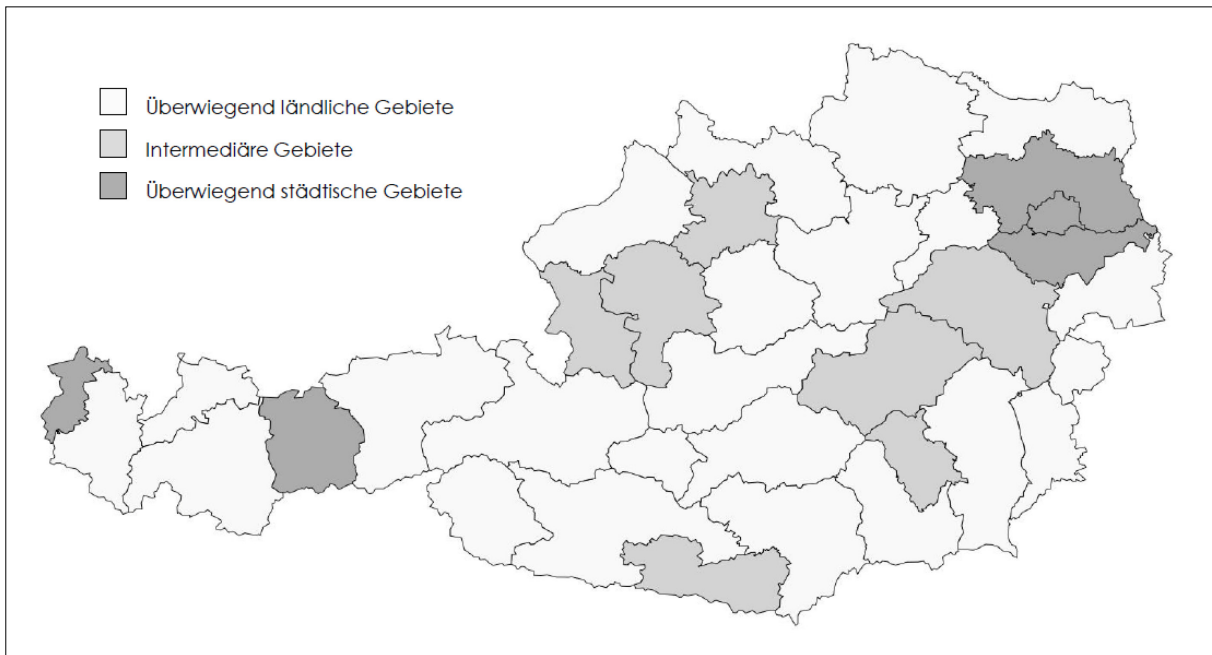 Überwiegend ländliche Gebiete
Intermediäre Gebiete
Überwiegend städtische Gebiete